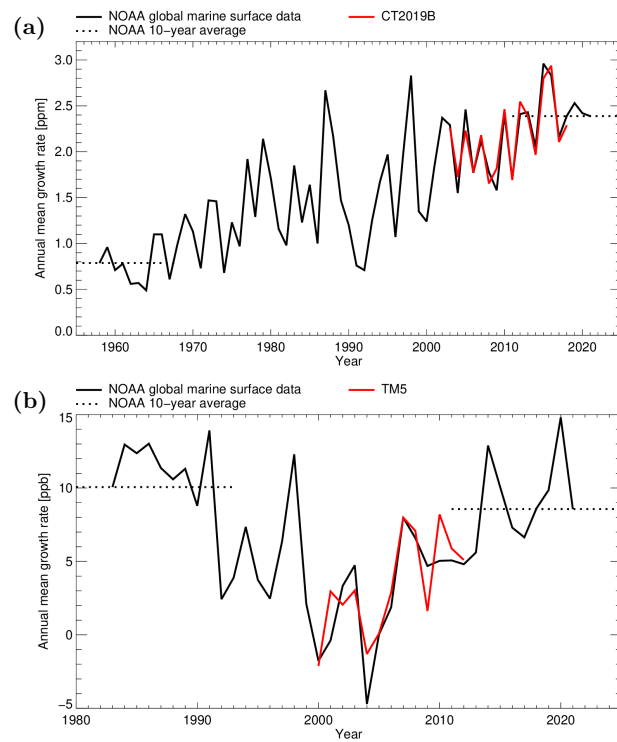 (a)
NOAA global marine surface data
CT2019B
NOAA 10−year average
3.0
2.5
2.0
1.5
1.0
0.5
0.0
Annual mean growth rate [ppm]
1960 1970 1980 1990 2000 2010 2020
Year
(b)
NOAA global marine surface data
TM5
NOAA 10−year average
15
10
5
0
−5
Annual mean growth rate [ppb]
1980 1990 2000 2010 2020
Year